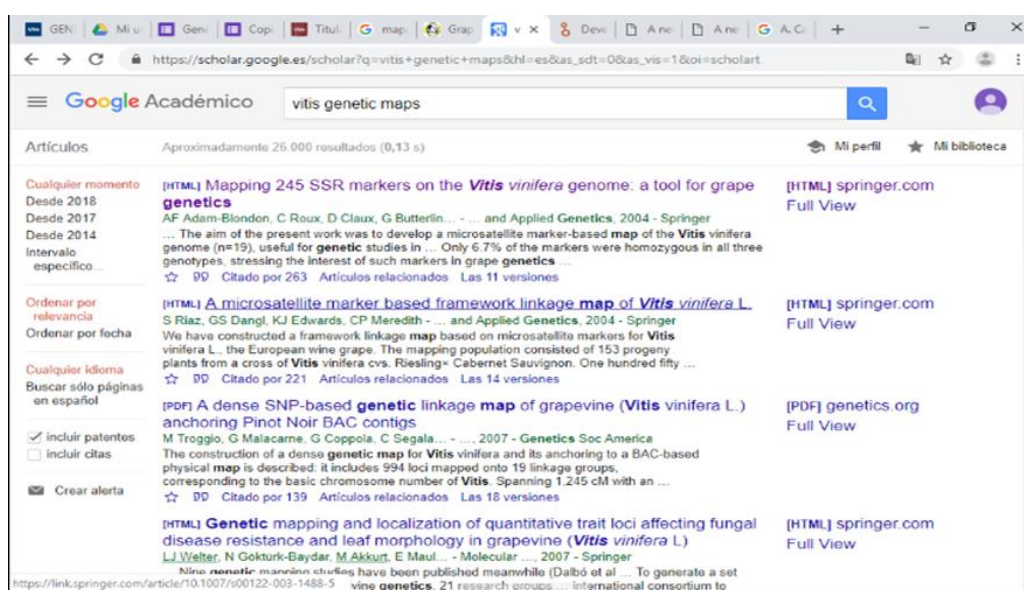 GEN
Mi u
Gend
Copi
Titul
map
Grap
v
Deve
A ne
A ne
A. Co
https://scholar.google.es/scholar?q=vitis+genetic+maps&hl=es&as_sdt=0&as_vis=1&oi=scholart
Google Académico
vitis genetic maps
Artículos
Aproximadamente 26.000 resultados (0,13 s)
Mi perfil
Mi biblioteca
Cualquier momento
Desde 2018
Desde 2017
Desde 2014
Intervalo
específico...
Ordenar por
relevancia
Ordenar por fecha
Cualquier idioma
Buscar sólo páginas
en español
incluir patentes
incluir citas
Crear alerta
[HTML] Mapping 245 SSR markers on the Vitis vinifera genome: a tool for grape
genetics
AF Adam-Blondon, C Roux, D Claux, G Butterlin... - ... and Applied Genetics, 2004 - Springer
... The aim of the present work was to develop a microsatellite marker-based map of the Vitis vinifera
genome (n=19), useful for genetic studies in ... Only 6.7% of the markers were homozygous in all three
genotypes, stressing the interest of such markers in grape genetics ...
Citado por 263 Artículos relacionados Las 11 versiones
[HTML] springer.com
Full View
[HTML] A microsatellite marker based framework linkage map of Vitis vinifera L.
S Riaz, GS Dangl, KJ Edwards, CP Meredith - ... and Applied Genetics, 2004 - Springer
We have constructed a framework linkage map based on microsatellite markers for Vitis
vinifera L., the European wine grape. The mapping population consisted of 153 progeny
plants from a cross of Vitis vinifera cvs. Riesling× Cabernet Sauvignon. One hundred fifty ...
Citado por 221 Artículos relacionados Las 14 versiones
[HTML] springer.com
Full View
[PDF] A dense SNP-based genetic linkage map of grapevine (Vitis vinifera L.)
anchoring Pinot Noir BAC contigs
M Troggio, G Malacarne, G Coppola, C Segala... - ..., 2007 - Genetics Soc America
The construction of a dense genetic map for Vitis vinifera and its anchoring to a BAC-based
physical map is described: it includes 994 loci mapped onto 19 linkage groups,
corresponding to the basic chromosome number of Vitis. Spanning 1,245 cM with an ...
Citado por 139 Artículos relacionados Las 18 versiones
[PDF] genetics.org
Full View
[HTML] Genetic mapping and localization of quantitative trait loci affecting fungal
disease resistance and leaf morphology in grapevine (Vitis vinifera L)
LJ Welter, N Göktürk-Baydar, M Akkurt, E Maul... - Molecular ..., 2007 - Springer
... Nine genetic mapping studies have been published meanwhile (Dalbó et al ... To generate a set
vine genetics, 21 research groups ... international consortium to
[HTML] springer.com
Full View
https://link.springer.com/article/10.1007/s00122-003-1488-5